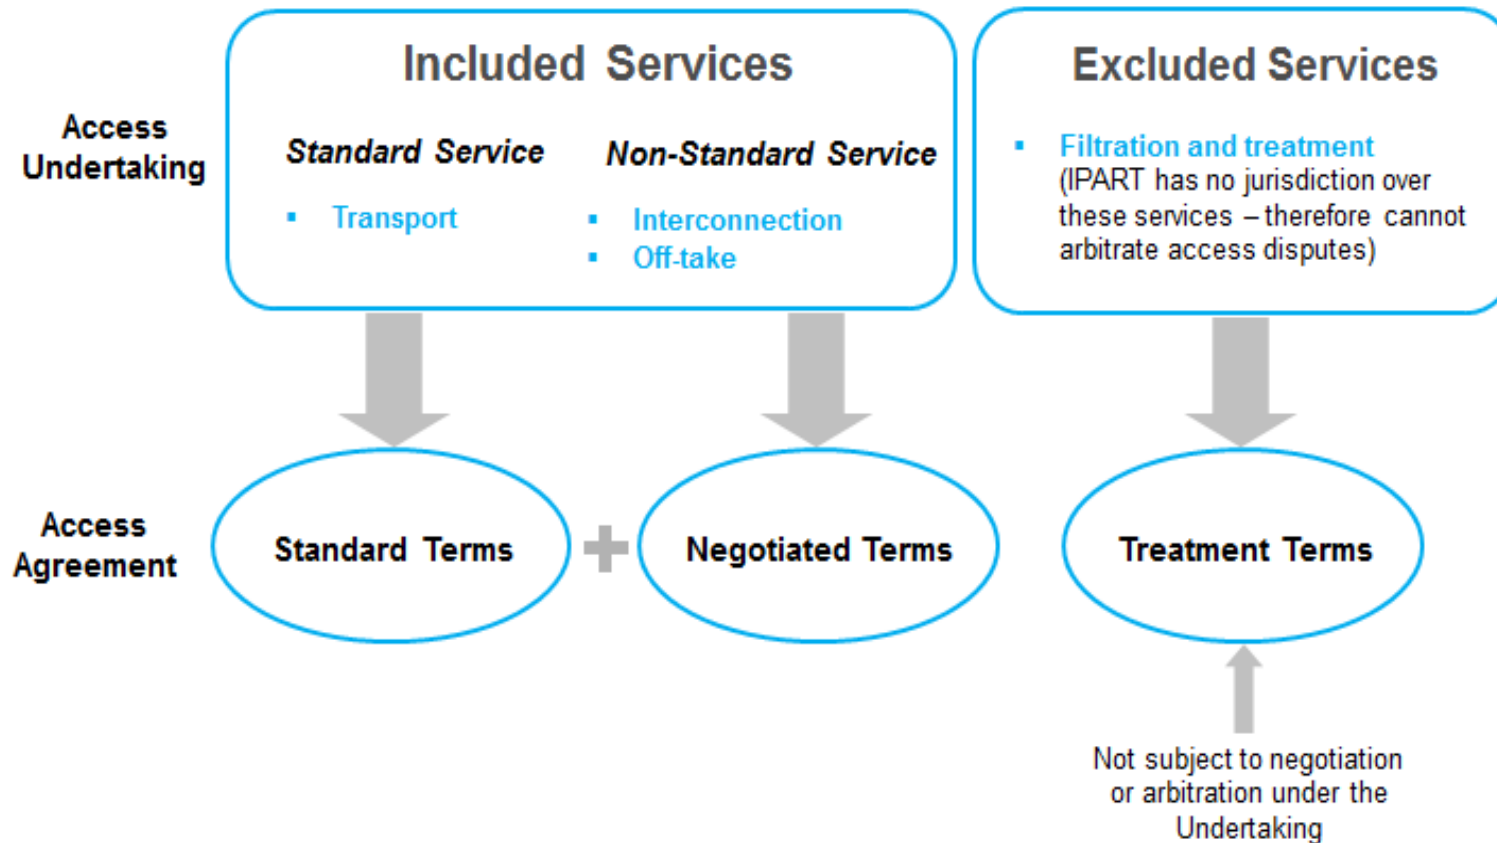 Included Services
Excluded Services
Access
Undertaking
Standard Service
Non-Standard Service
▪ Transport
▪ Interconnection
▪ Off-take
▪ Filtration and treatment
(IPART has no jurisdiction over
these services – therefore cannot
arbitrate access disputes)
Access
Agreement
Standard Terms
+
Negotiated Terms
Treatment Terms
Not subject to negotiation
or arbitration under the
Undertaking